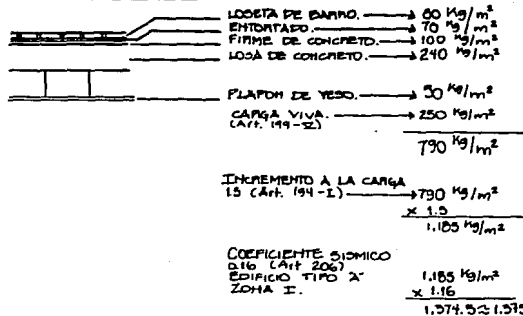 LOSETA DE BARRO. → 80 Kg/m²
ENTORTADO. → 70 Kg/m²
FIRME DE CONCRETO. → 100 Kg/m²
LOSA DE CONCRETO. → 240 Kg/m²
PLAFON DE YESO. → 50 Kg/m²
CARGA VIVA. → 250 Kg/m²
(Art. 199-V)
790 Kg/m²
INCREMENTO A LA CARGA
1.5 (Art. 194-I) → 790 Kg/m²
x 1.5
1.185 Kg/m²
COEFICIENTE SISMICO
0.16 (Art 206)
EDIFICIO TIPO 1.185 Kg/m²
ZONA I. x 1.16
1.374.5≈1.375